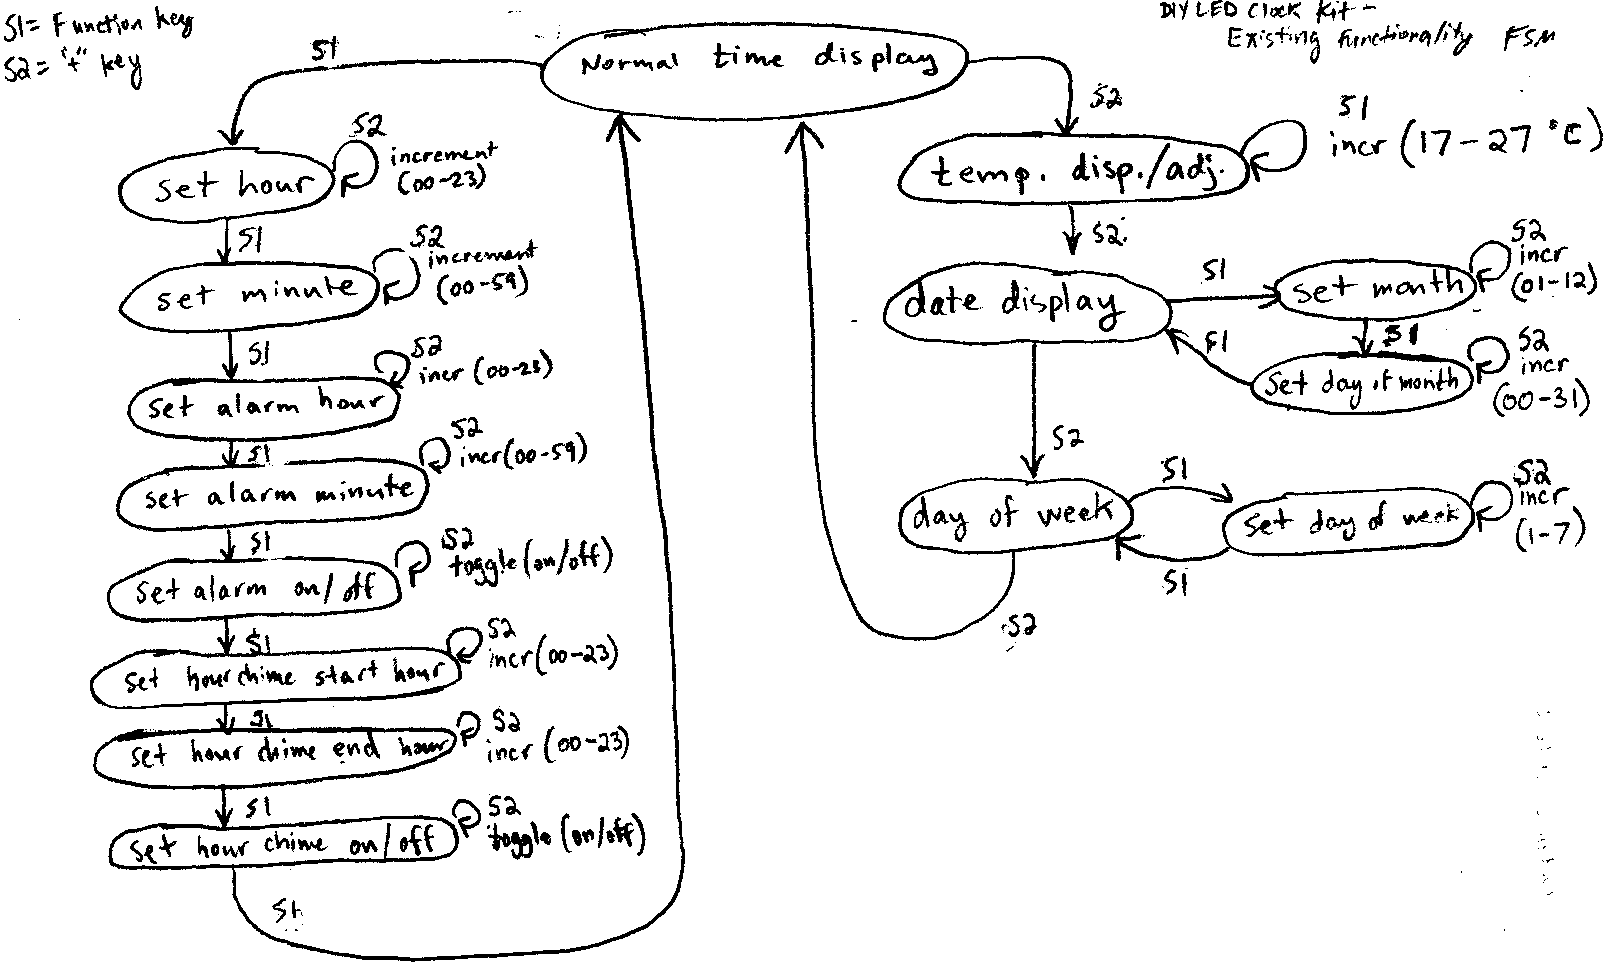 S1= Function key
S2= "+" key
DIY LED Clock Kit -
Existing Functionality FSM
Normal time display
S1
S2
set hour
S2
increment
(00-23)
S1
set minute
S2
increment
(00-59)
S1
set alarm hour
S2
incr (00-23)
S1
set alarm minute
S2
incr (00-59)
S1
set alarm on/off
S2
toggle (on/off)
S1
set hour chime start hour
S2
incr (00-23)
S1
set hour chime end hour
S2
incr (00-23)
S1
set hour chime on/off
S2
toggle (on/off)
S1
temp. disp./adj.
S1
incr (17-27 °C)
S2
date display
S1
set month
S2
incr
(01-12)
S1
set day of month
S2
incr
(00-31)
S1
S2
day of week
S1
set day of week
S2
incr
(1-7)
S1
S2